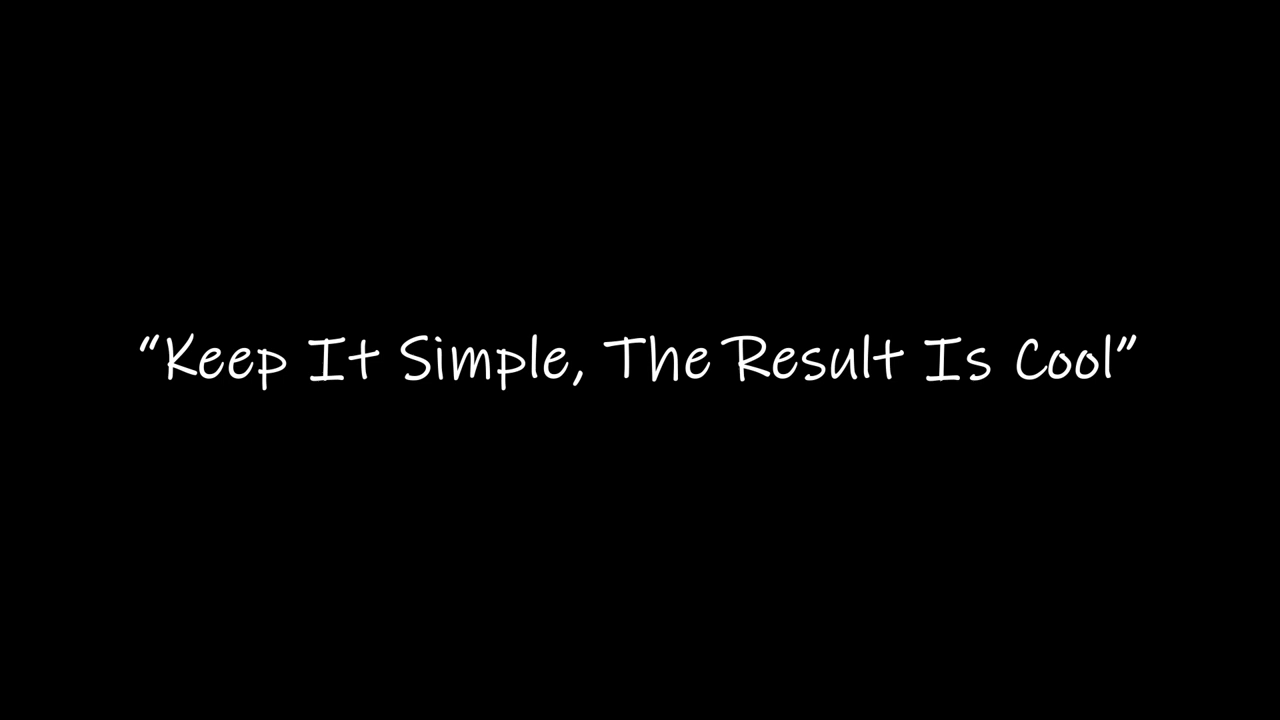 “Keep It Simple, The Result Is Cool”